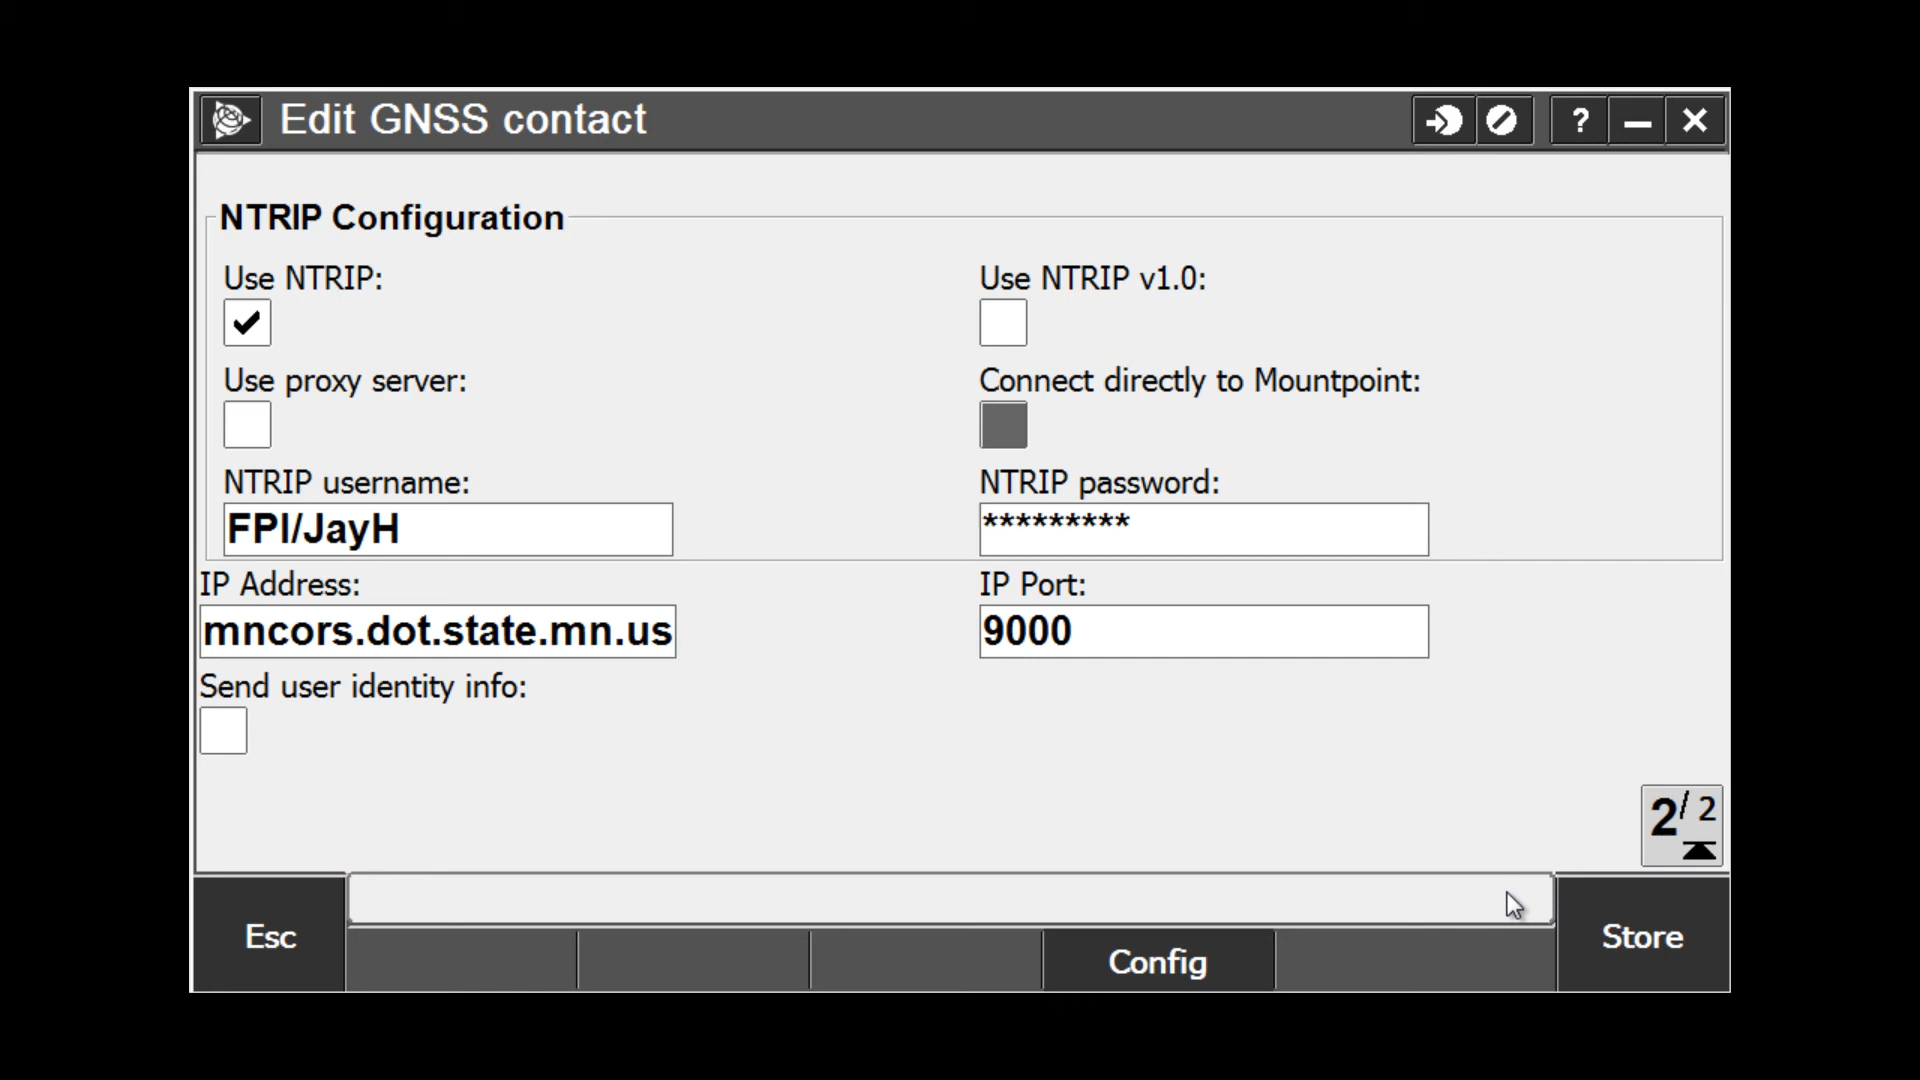 Edit GNSS contact
?
NTRIP Configuration
Use NTRIP:
Use NTRIP v1.0:
Use proxy server:
Connect directly to Mountpoint:
NTRIP username:
NTRIP password:
FPI/JayH
*********
IP Address:
IP Port:
mncors.dot.state.mn.us
9000
Send user identity info:
2/2
Esc
Config
Store